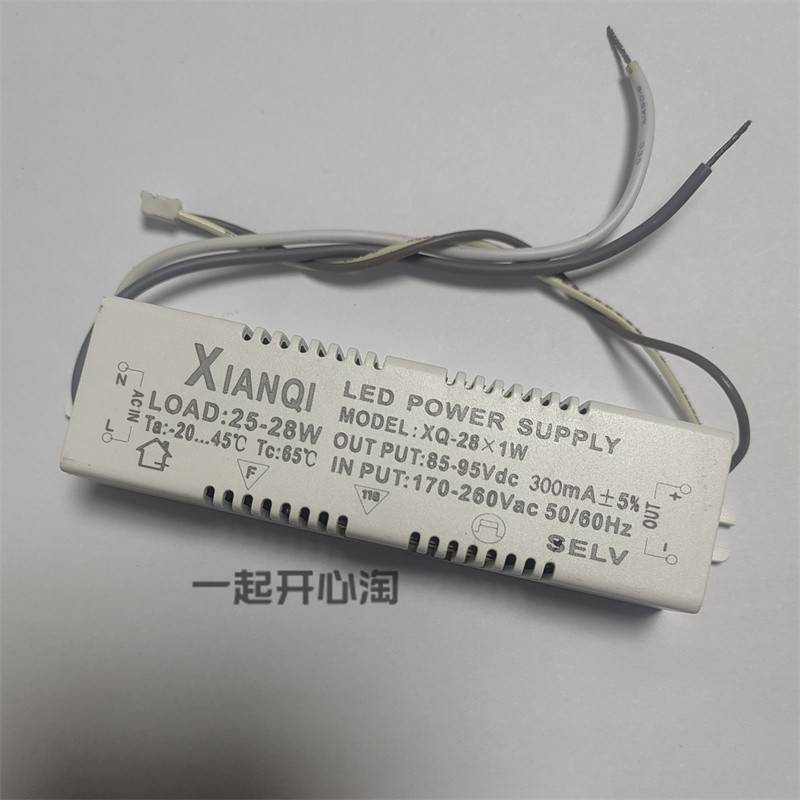 XIANQI
LED POWER SUPPLY
LOAD:25-28W
MODEL: XQ-28×1W
Ta:-20...45℃ Tc:65℃
OUT PUT:85-95Vdc 300mA±5%
IN PUT:170-260Vac 50/60Hz
N
AC IN
L
F
110
SELV
+
OUT
-
一起开心淘